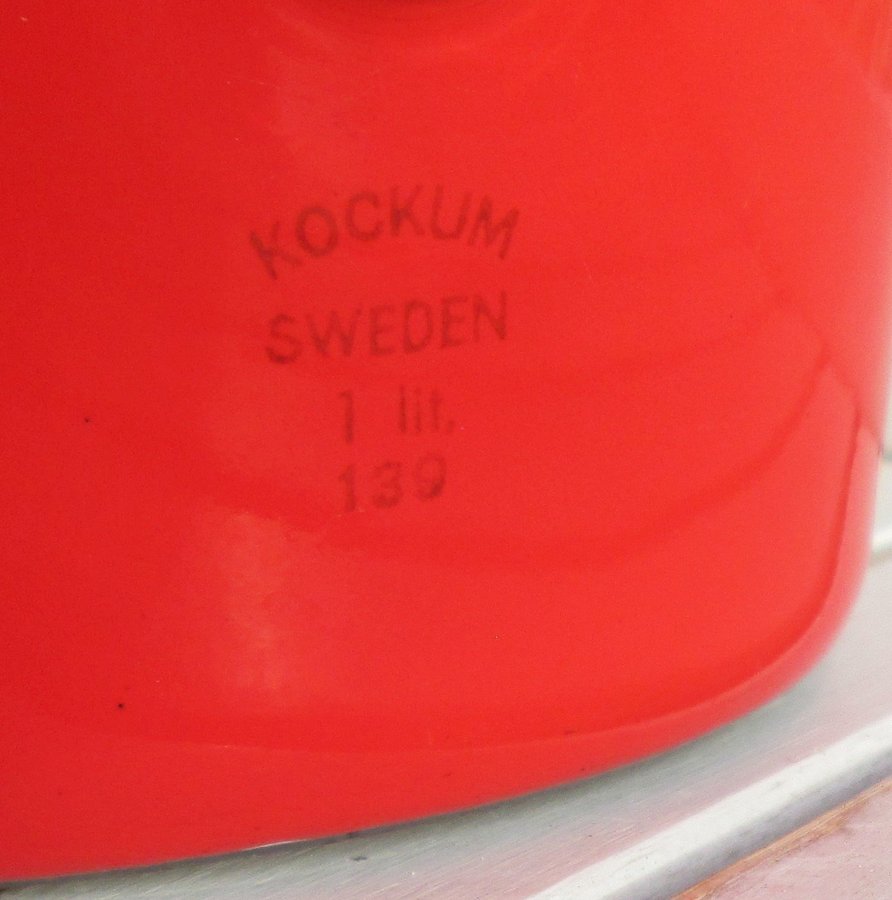 KOCKUM
SWEDEN
1 lit.
139